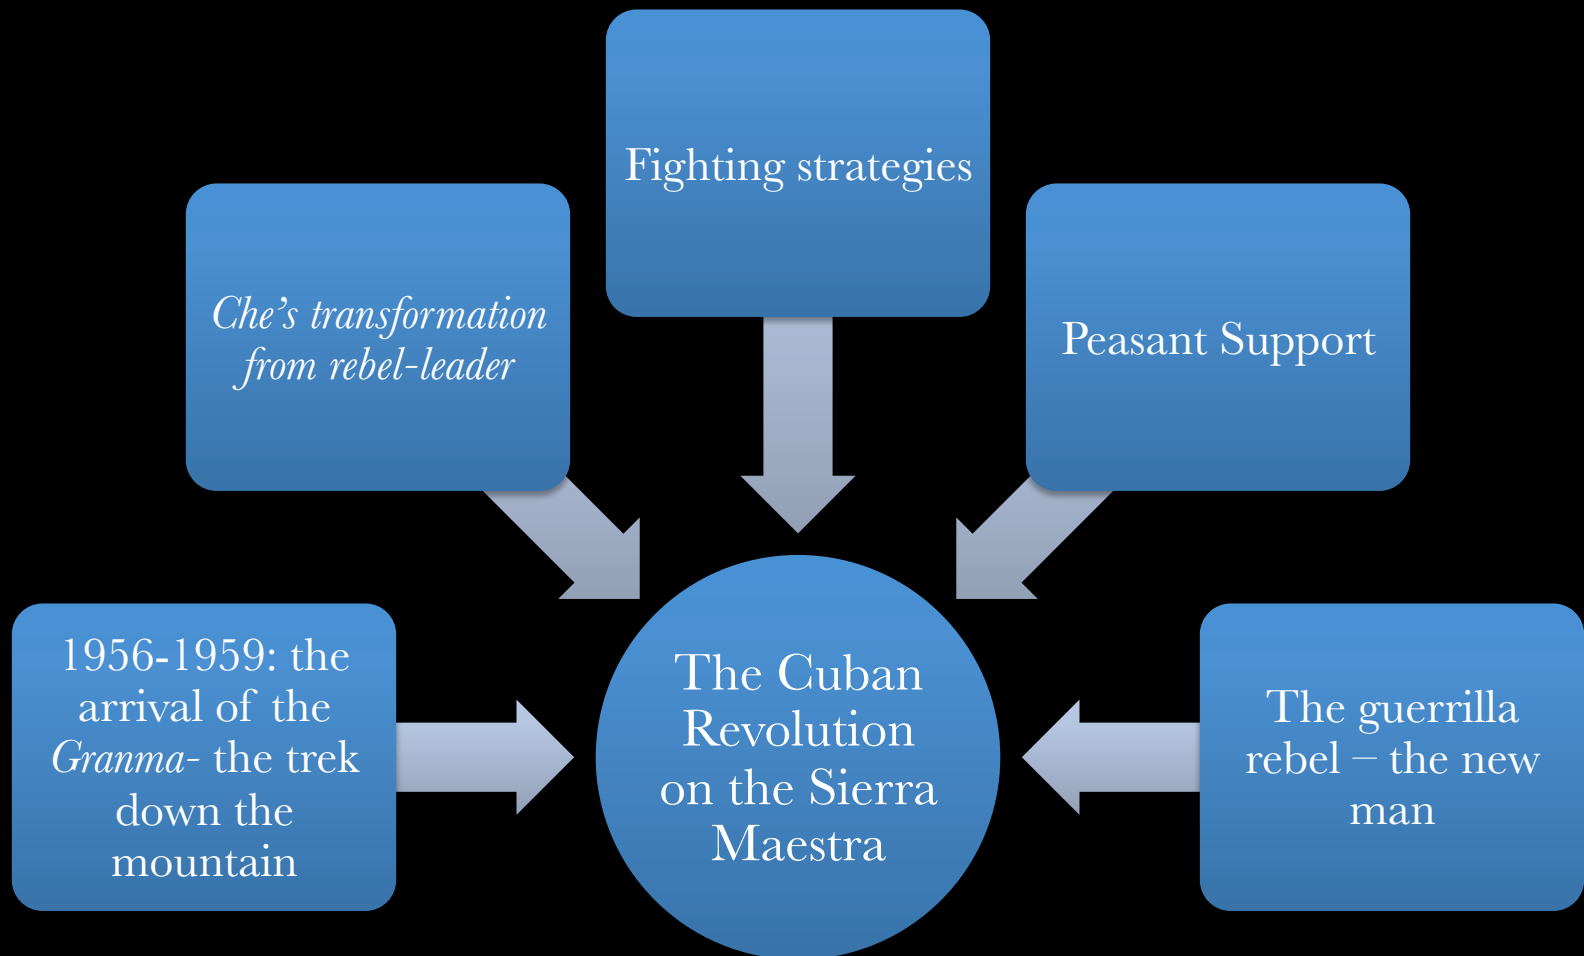 Fighting strategies
Che’s transformation
from rebel-leader
Peasant Support
1956-1959: the
arrival of the
Granma- the trek
down the
mountain
The Cuban
Revolution
on the Sierra
Maestra
The guerrilla
rebel – the new
man